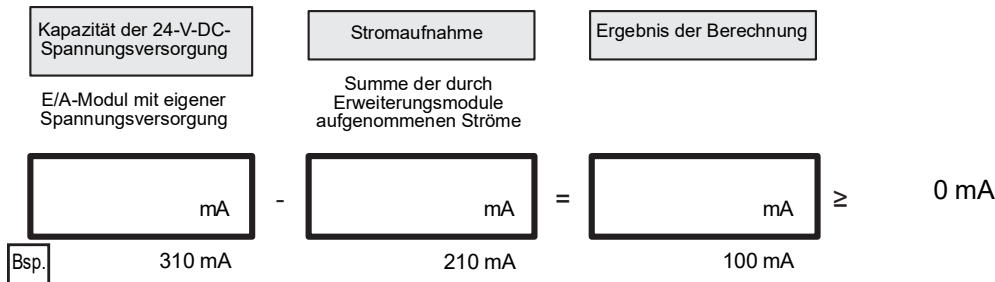 Kapazität der 24-V-DC-
Spannungsversorgung
Stromaufnahme
Ergebnis der Berechnung
E/A-Modul mit eigener
Spannungsversorgung
Summe der durch
Erweiterungsmodule
aufgenommenen Ströme
mA - mA = mA ≥ 0 mA
Bsp. 310 mA 210 mA 100 mA